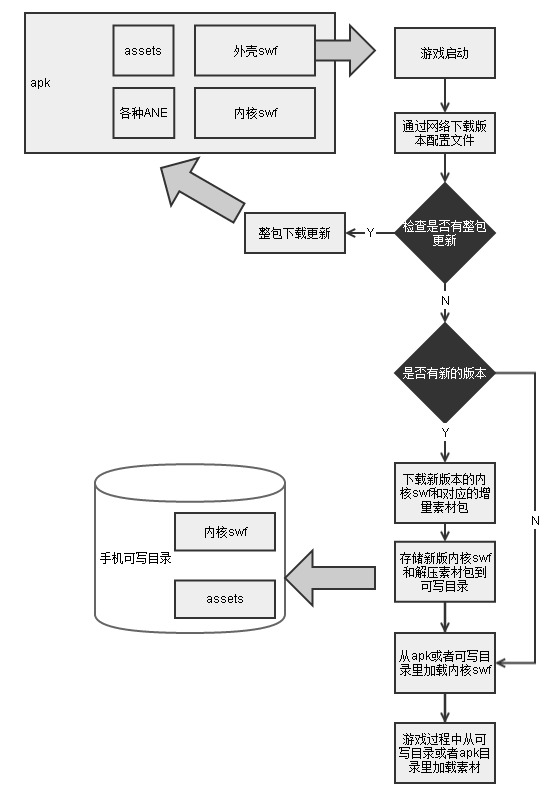 apk
assets
外壳swf
各种ANE
内核swf
游戏启动
通过网络下载版
本配置文件
检查是否有整包
更新
Y
整包下载更新
N
是否有新的版本
Y
N
下载新版本的内
核swf和对应的增
量素材包
存储新版内核swf
和解压素材包到
可写目录
手机可写目录
内核swf
assets
从apk或者可写目
录里加载内核swf
游戏过程中从可
写目录或者apk目
录里加载素材